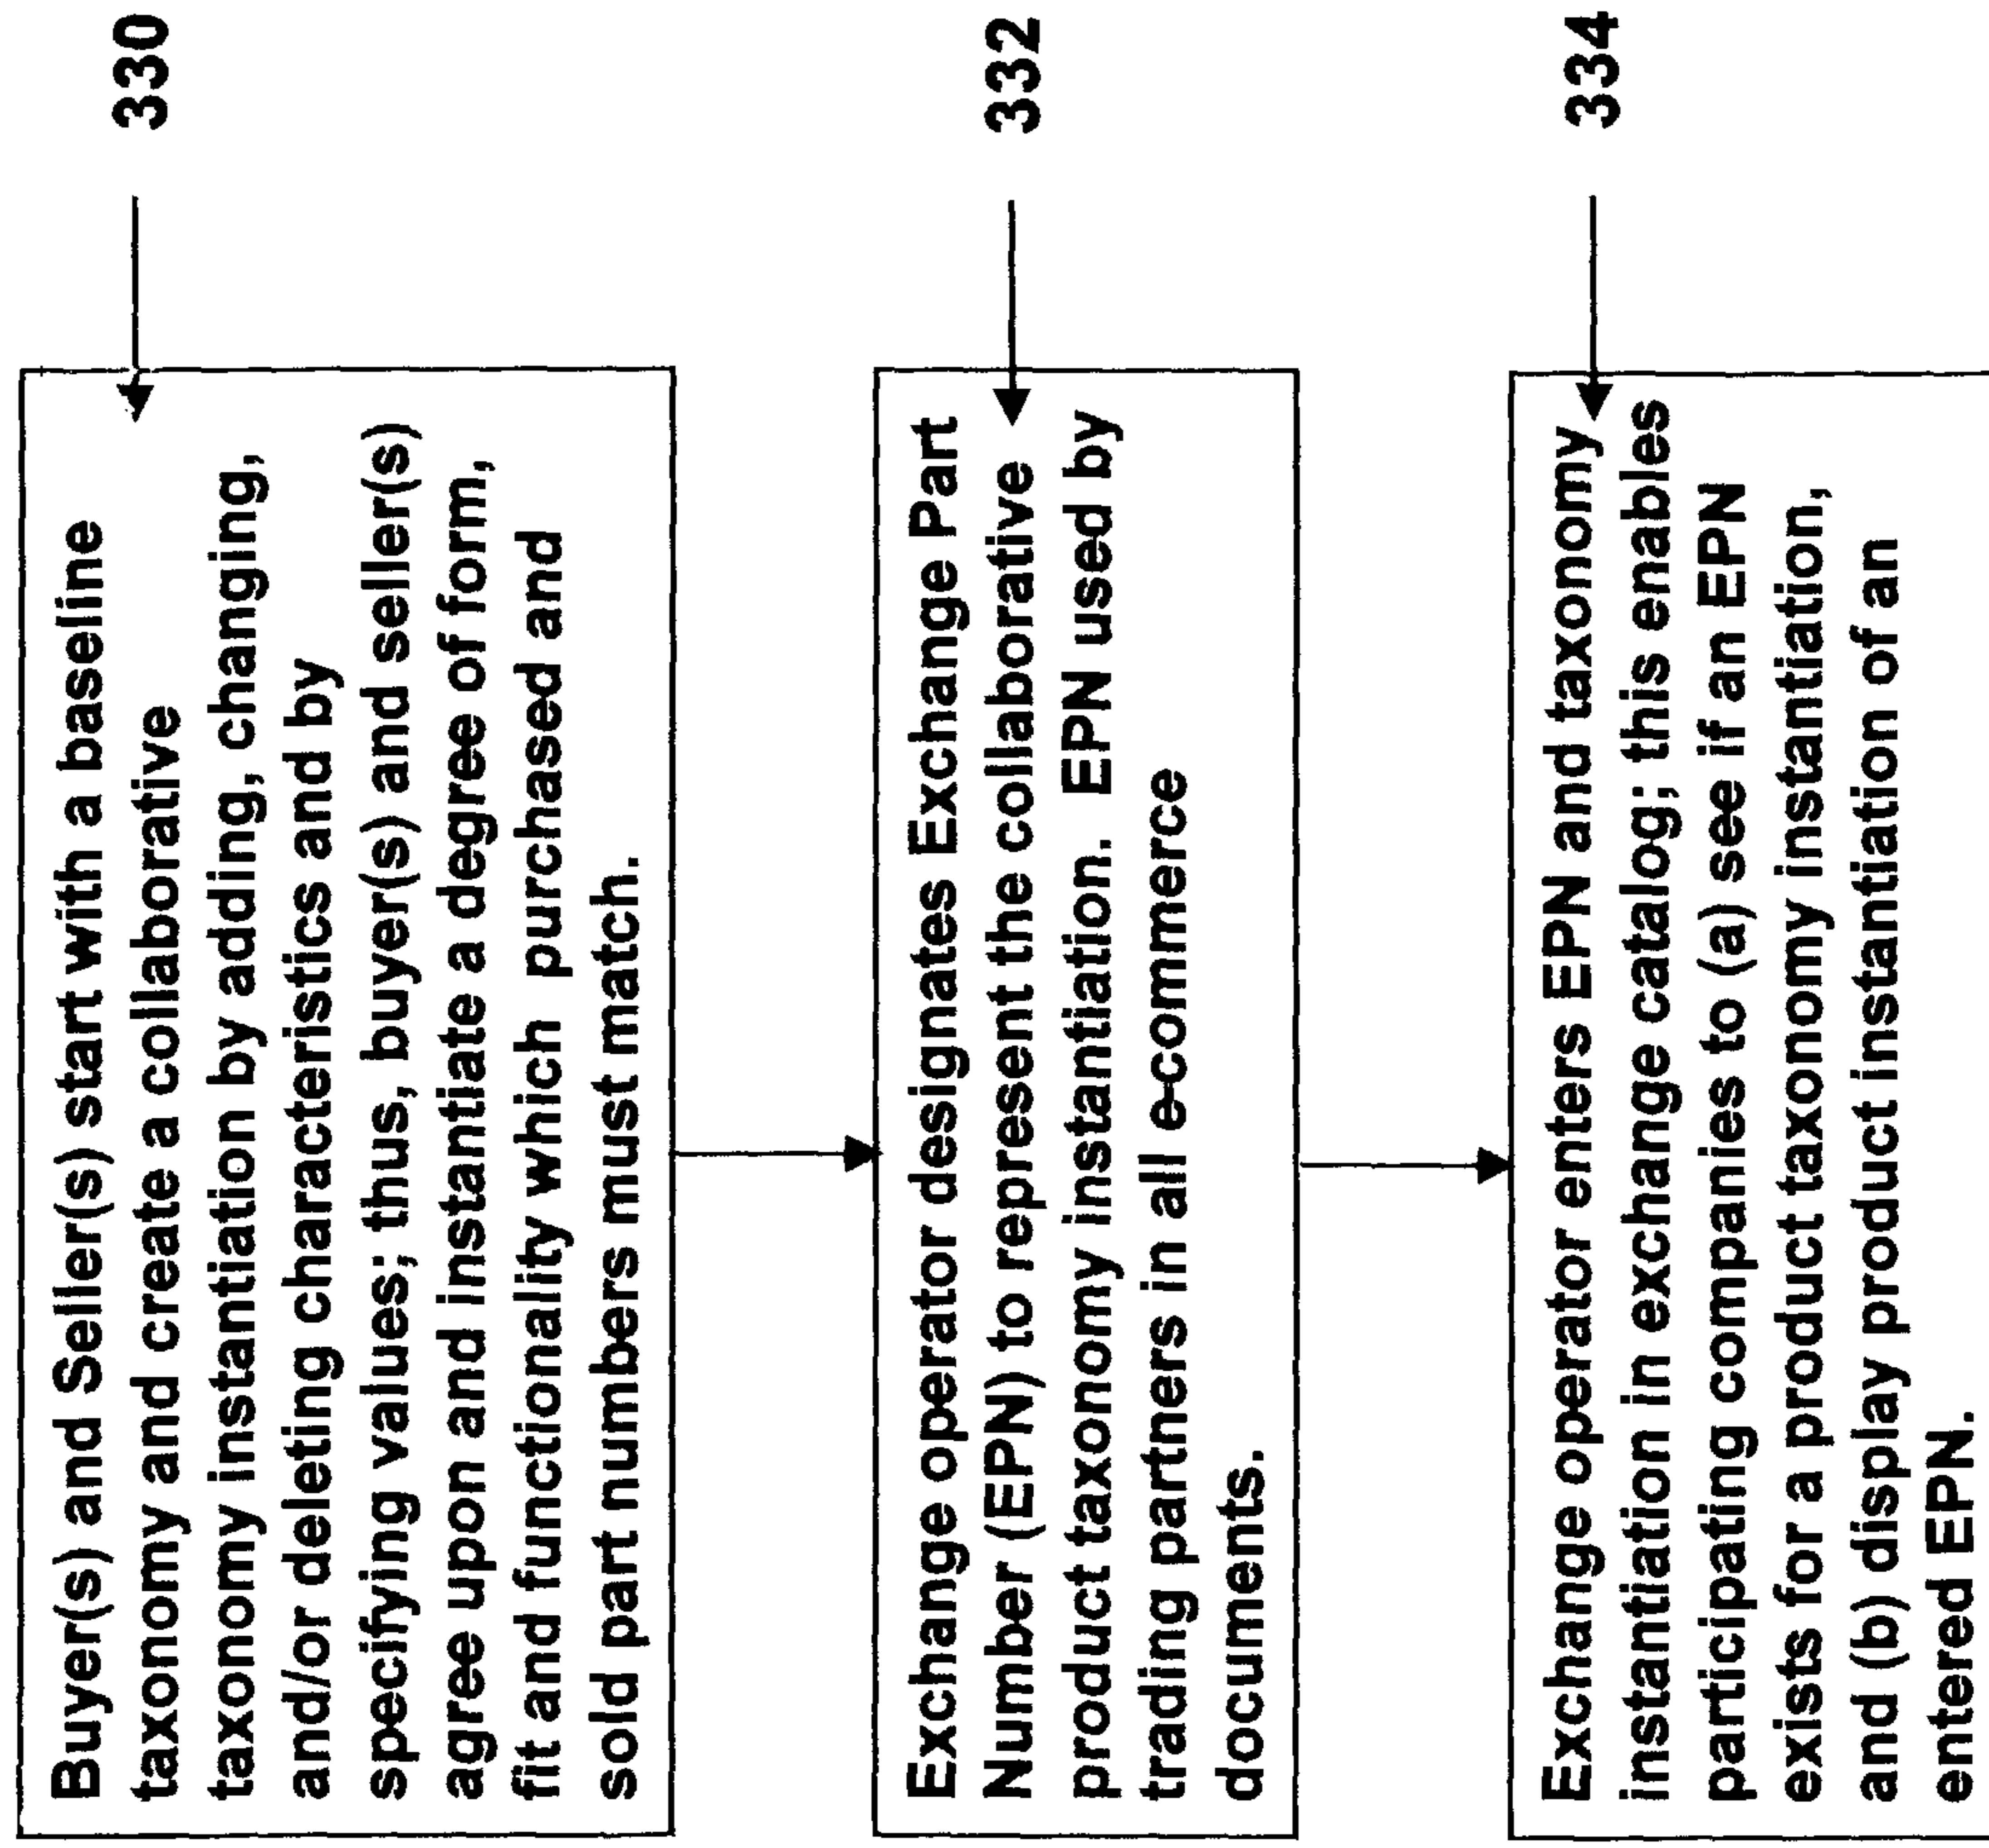 Buyer(s) and Seller(s) start with a baseline
taxonomy and create a collaborative
taxonomy instantiation by adding, changing,
and/or deleting characteristics and by
specifying values; thus, buyer(s) and seller(s)
agree upon and instantiate a degree of form,
fit and functionality which purchased and
sold part numbers must match.
330
Exchange operator designates Exchange Part
Number (EPN) to represent the collaborative
product taxonomy instantiation. EPN used by
trading partners in all e-commerce
documents.
332
Exchange operator enters EPN and taxonomy
instantiation in exchange catalog; this enables
participating companies to (a) see if an EPN
exists for a product taxonomy instantiation,
and (b) display product instantiation of an
entered EPN.
334